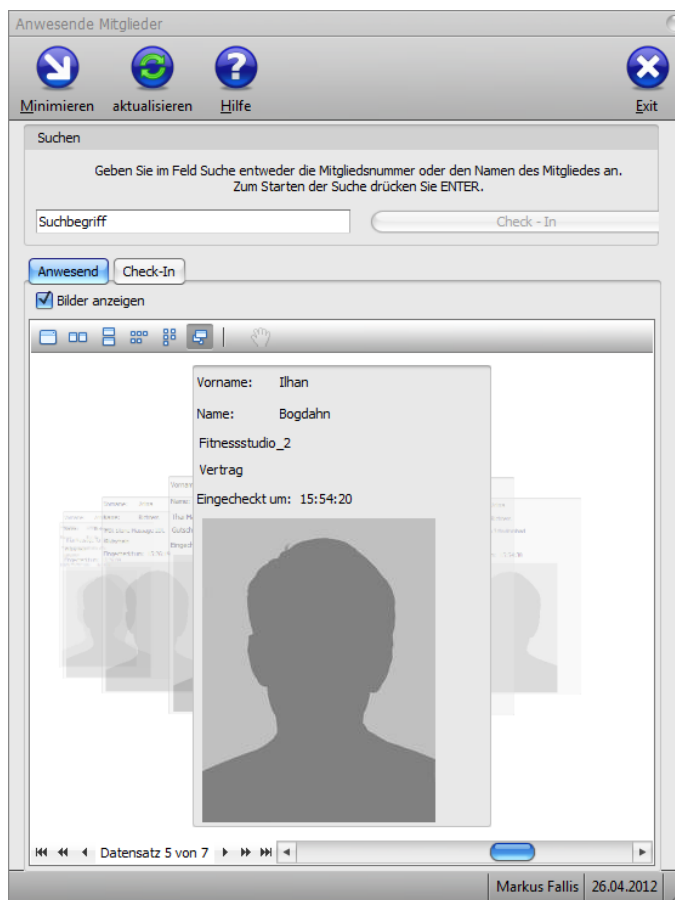 Anwesende Mitglieder
Minimieren aktualisieren Hilfe Exit
Suchen
Geben Sie im Feld Suche entweder die Mitgliedsnummer oder den Namen des Mitgliedes an.
Zum Starten der Suche drücken Sie ENTER.
Suchbegriff Check - In
Anwesend Check-In
Bilder anzeigen
Vorname: Ilhan
Name: Bogdahn
Fitnessstudio_2
Vertrag
Eingecheckt um: 15:54:20
Datensatz 5 von 7
Markus Fallis 26.04.2012